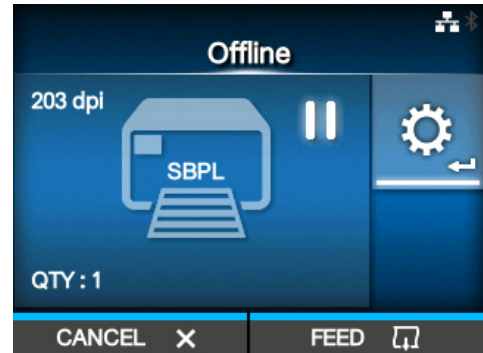 Offline
203 dpi
SBPL
QTY : 1
CANCEL
FEED